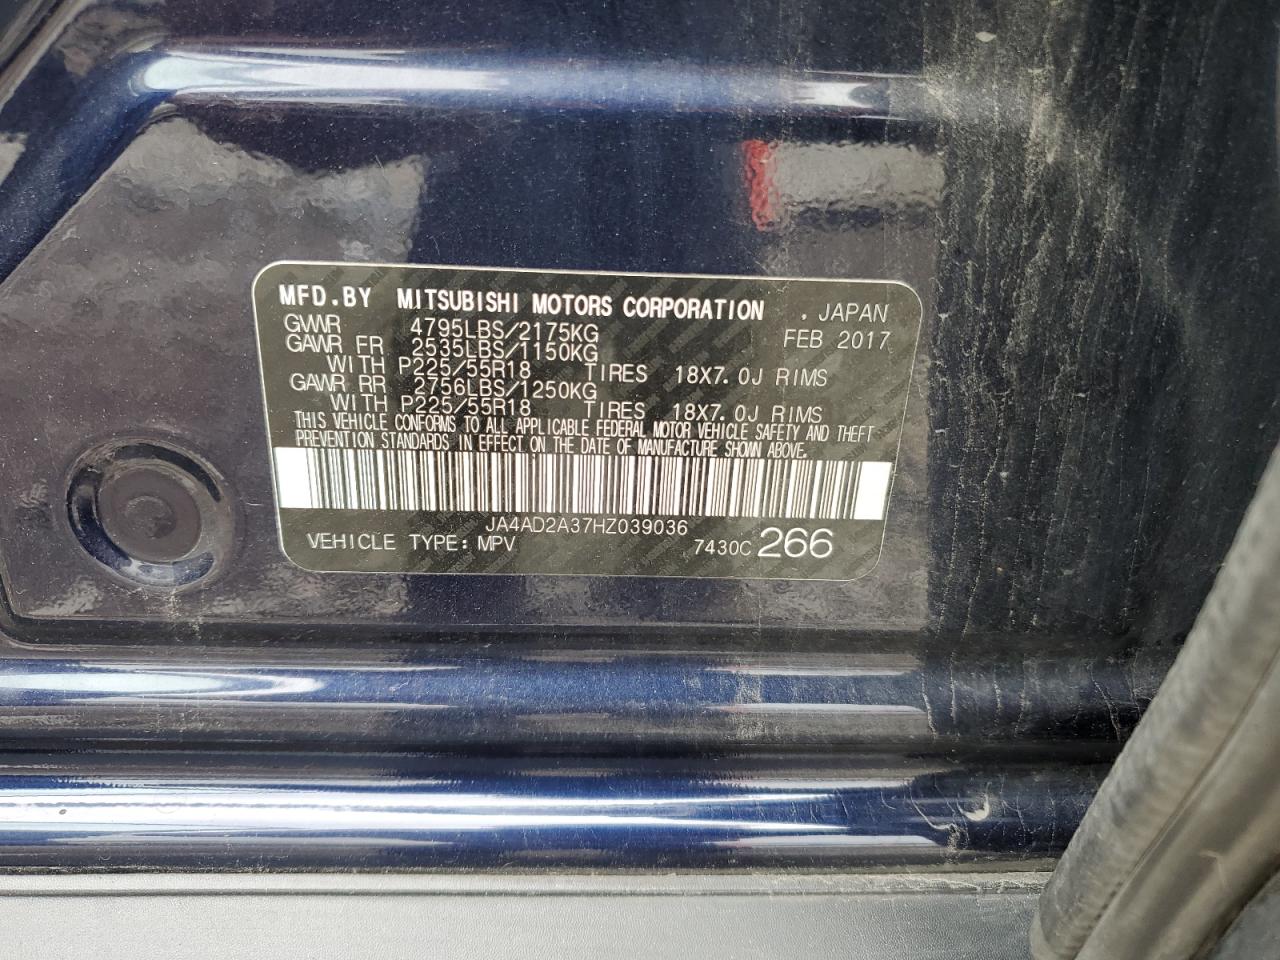 MFD.BY MITSUBISHI MOTORS CORPORATION . JAPAN
GVWR 4795LBS/2175KG FEB 2017
GAWR FR 2535LBS/1150KG
WITH P225/55R18 TIRES 18X7.0J RIMS
GAWR RR 2756LBS/1250KG
WITH P225/55R18 TIRES 18X7.0J RIMS
THIS VEHICLE CONFORMS TO ALL APPLICABLE FEDERAL MOTOR VEHICLE SAFETY AND THEFT
PREVENTION STANDARDS IN EFFECT ON THE DATE OF MANUFACTURE SHOWN ABOVE.
JA4AD2A37HZ039036
VEHICLE TYPE: MPV 7430C 266